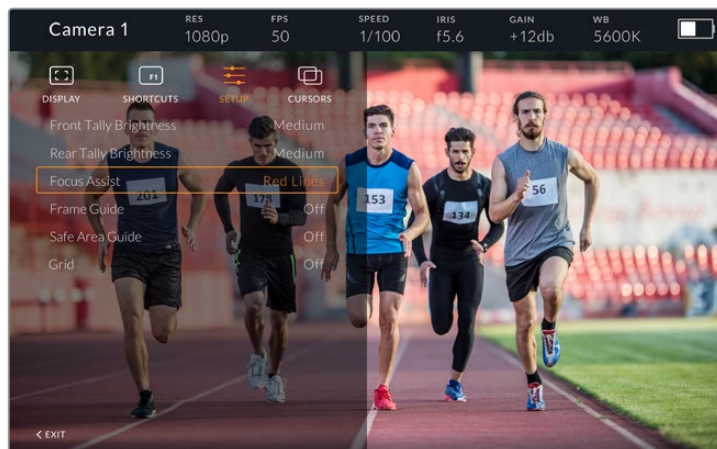 Camera 1
RES FPS SPEED IRIS GAIN WB
1080p 50 1/100 f5.6 +12db 5600K
F1
DISPLAY SHORTCUTS SETUP CURSORS
Front Tally Brightness Medium
Rear Tally Brightness Medium
Focus Assist Red Lines
Frame Guide Off
Safe Area Guide Off
Grid Off
201 178 153 134 56
< EXIT